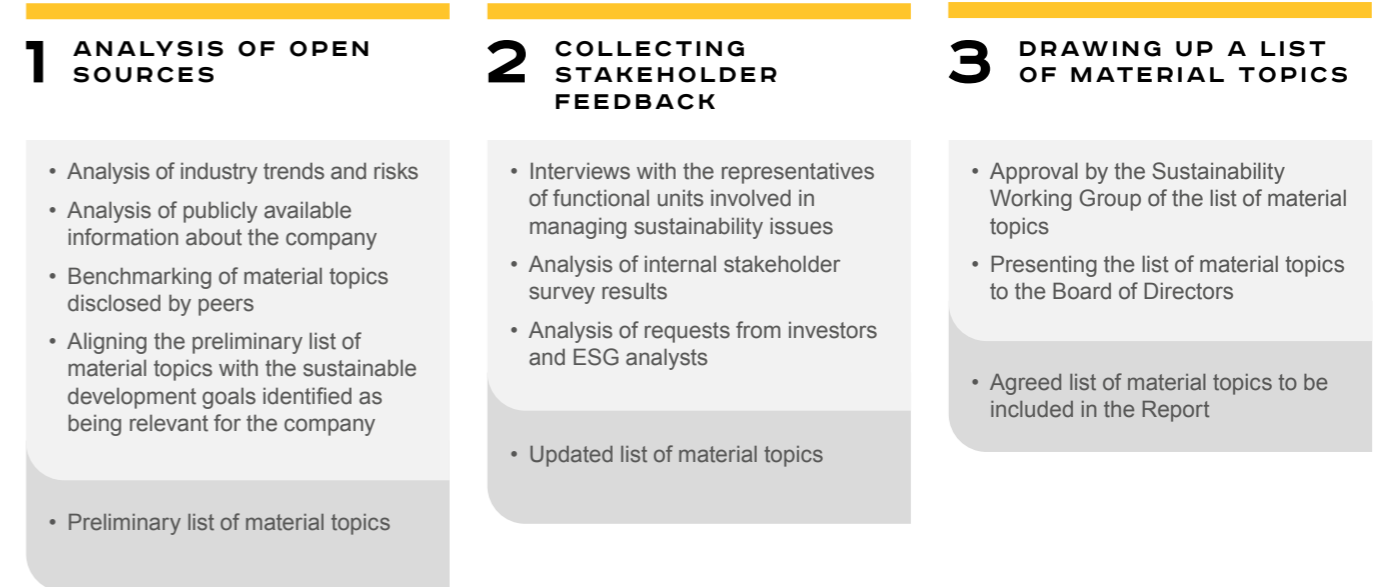 1 ANALYSIS OF OPEN
SOURCES
• Analysis of industry trends and risks
• Analysis of publicly available
information about the company
• Benchmarking of material topics
disclosed by peers
• Aligning the preliminary list of
material topics with the sustainable
development goals identified as
being relevant for the company
• Preliminary list of material topics
2 COLLECTING
STAKEHOLDER
FEEDBACK
• Interviews with the representatives
of functional units involved in
managing sustainability issues
• Analysis of internal stakeholder
survey results
• Analysis of requests from investors
and ESG analysts
• Updated list of material topics
3 DRAWING UP A LIST
OF MATERIAL TOPICS
• Approval by the Sustainability
Working Group of the list of material
topics
• Presenting the list of material topics
to the Board of Directors
• Agreed list of material topics to be
included in the Report